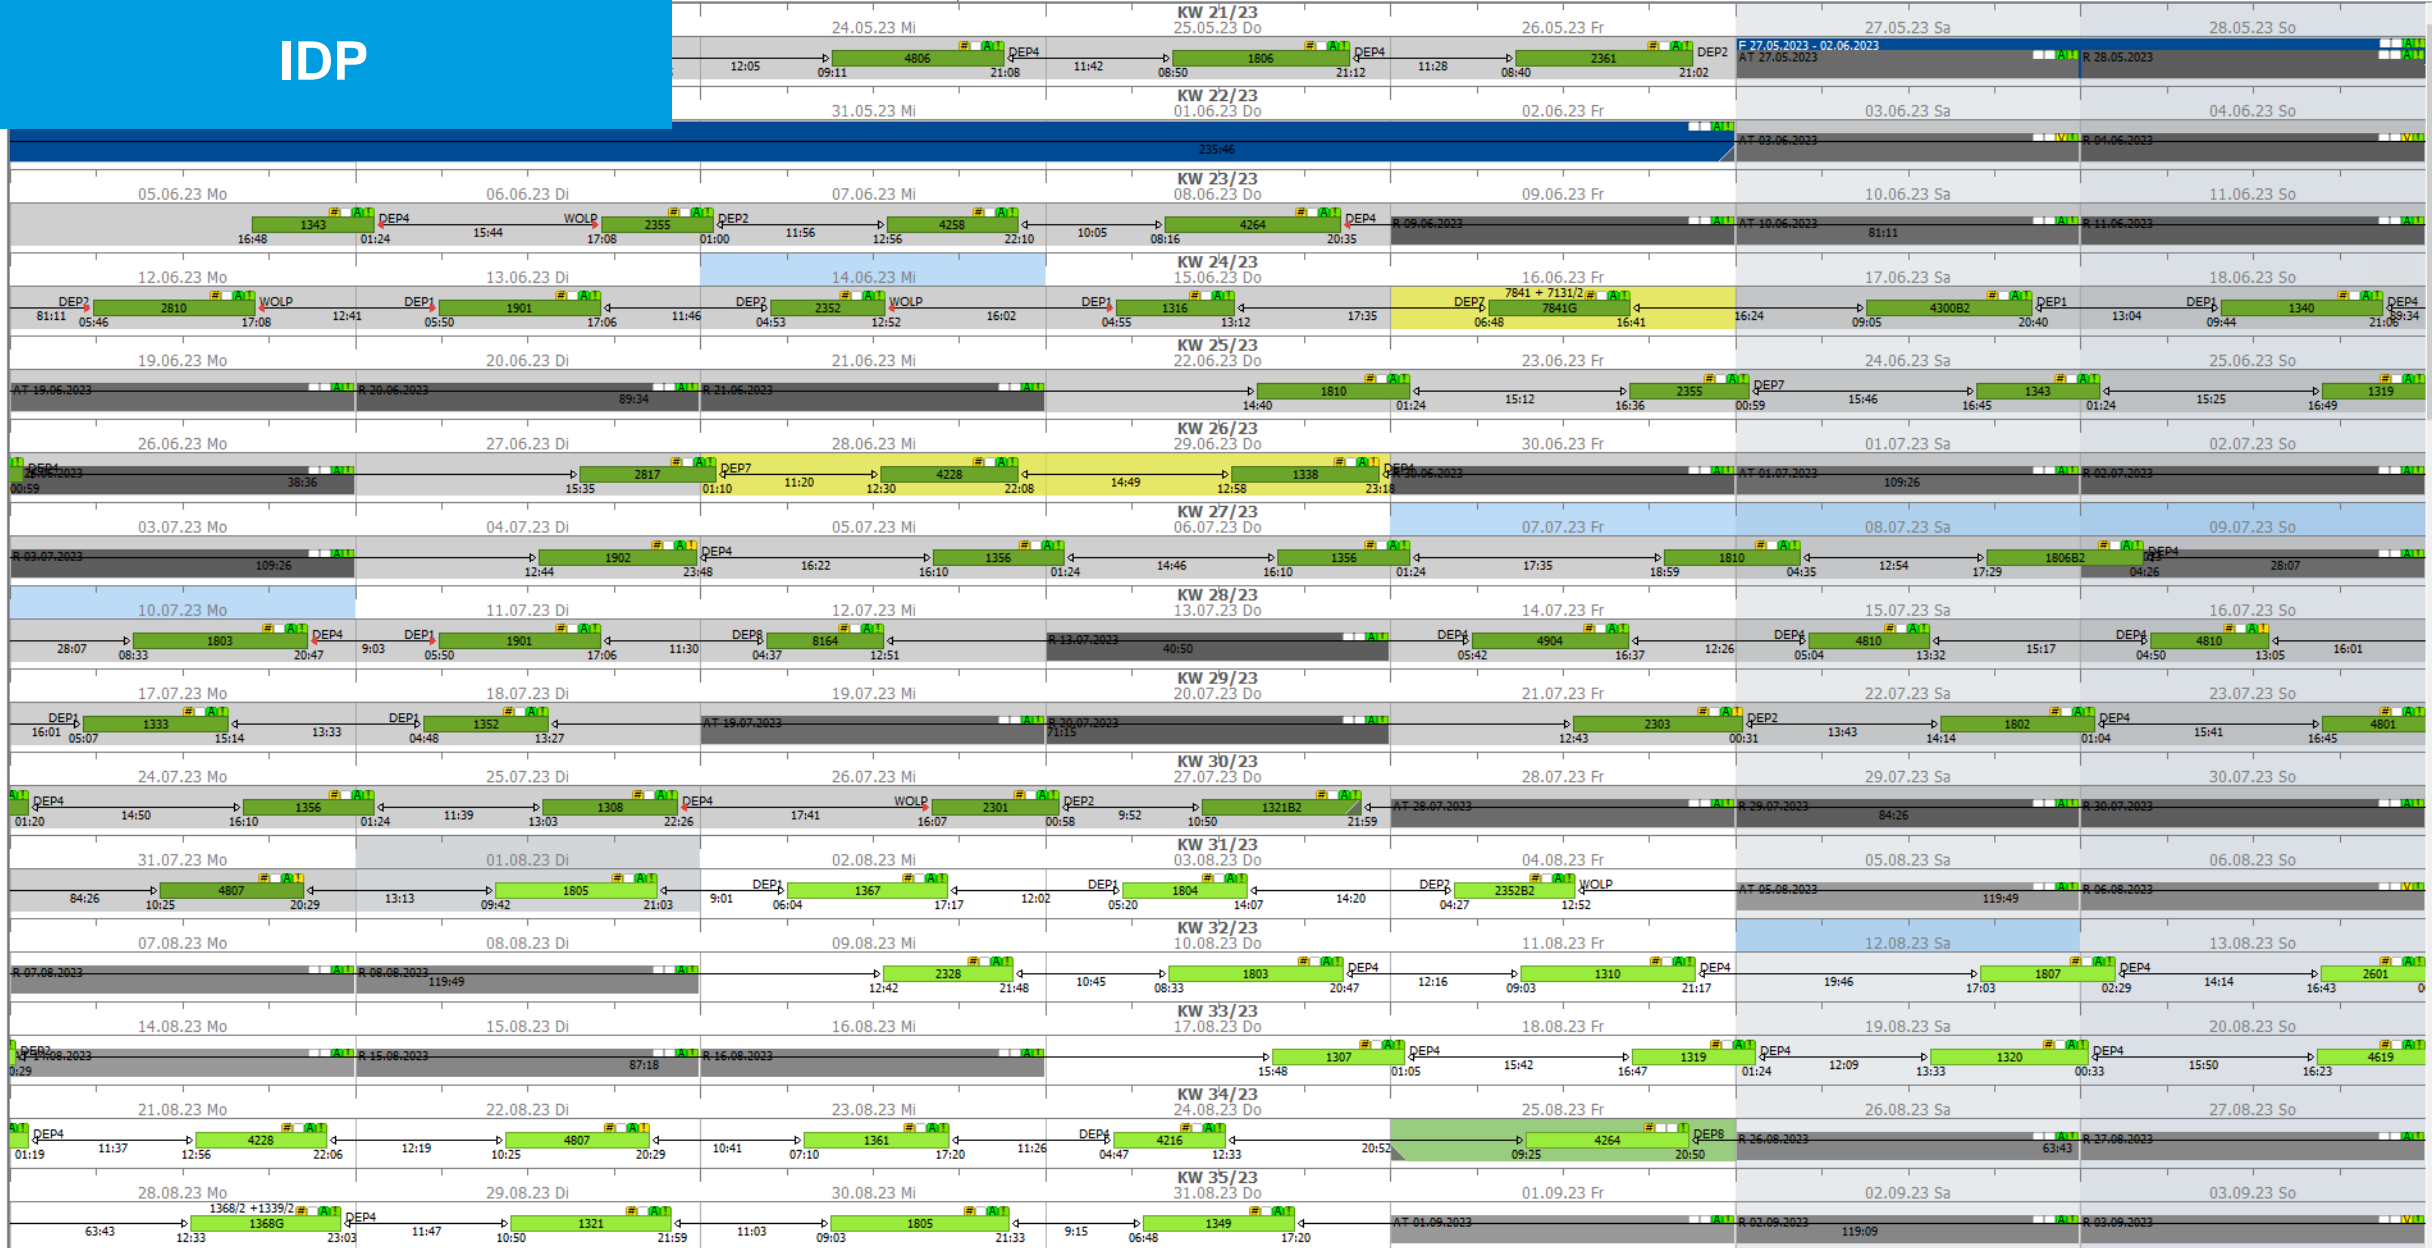 IDP
KW 21/23
24.05.23 Mi 25.05.23 Do 26.05.23 Fr 27.05.23 Sa 28.05.23 So
12:05 09:11 4806 21:08 DEP4 11:42 08:50 1806 21:12 DEP4 11:28 08:40 2361 21:02 DEP2 F 27.05.2023 - 02.06.2023 AT 27.05.2023 R 28.05.2023
KW 22/23
31.05.23 Mi 01.06.23 Do 02.06.23 Fr 03.06.23 Sa 04.06.23 So
235:46 AT 03.06.2023 R 04.06.2023
KW 23/23
05.06.23 Mo 06.06.23 Di 07.06.23 Mi 08.06.23 Do 09.06.23 Fr 10.06.23 Sa 11.06.23 So
16:48 1343 01:24 DEP4 15:44 WOLP 17:08 2355 01:00 DEP2 11:56 12:56 4258 22:10 10:05 08:16 4264 20:35 DEP4 R 09.06.2023 AT 10.06.2023 81:11 R 11.06.2023
KW 24/23
12.06.23 Mo 13.06.23 Di 14.06.23 Mi 15.06.23 Do 16.06.23 Fr 17.06.23 Sa 18.06.23 So
81:11 DEP2 05:46 2810 17:08 WOLP 12:41 DEP1 05:50 1901 17:06 11:46 DEP2 04:53 2352 12:52 WOLP 16:02 DEP1 04:55 1316 13:12 17:35 DEP7 7841 + 7131/2 06:48 7841G 16:41 16:24 09:05 4300B2 20:40 DEP1 13:04 DEP1 09:44 1340 21:06 DEP4 89:34
KW 25/23
19.06.23 Mo 20.06.23 Di 21.06.23 Mi 22.06.23 Do 23.06.23 Fr 24.06.23 Sa 25.06.23 So
AT 19.06.2023 R 20.06.2023 89:34 R 21.06.2023 14:40 1810 01:24 15:12 16:36 2355 00:59 DEP7 15:46 16:45 1343 01:24 15:25 16:49 1319
KW 26/23
26.06.23 Mo 27.06.23 Di 28.06.23 Mi 29.06.23 Do 30.06.23 Fr 01.07.23 Sa 02.07.23 So
00:59 DEP4 38:36 15:35 2817 01:10 DEP7 11:20 12:30 4228 22:08 14:49 12:58 1338 23:18 DEP4 R 30.06.2023 AT 01.07.2023 109:26 R 02.07.2023
KW 27/23
03.07.23 Mo 04.07.23 Di 05.07.23 Mi 06.07.23 Do 07.07.23 Fr 08.07.23 Sa 09.07.23 So
R 03.07.2023 109:26 12:44 1902 23:48 DEP4 16:22 16:10 1356 01:24 14:46 16:10 1356 01:24 17:35 18:59 1810 04:35 12:54 17:29 1806B2 04:26 DEP4 28:07
KW 28/23
10.07.23 Mo 11.07.23 Di 12.07.23 Mi 13.07.23 Do 14.07.23 Fr 15.07.23 Sa 16.07.23 So
28:07 08:33 1803 20:47 DEP4 9:03 DEP1 05:50 1901 17:06 11:30 DEP8 04:37 8164 12:51 R 13.07.2023 40:50 DEP4 05:42 4904 16:37 12:26 DEP4 05:04 4810 13:32 15:17 DEP4 04:50 4810 13:05 16:01
KW 29/23
17.07.23 Mo 18.07.23 Di 19.07.23 Mi 20.07.23 Do 21.07.23 Fr 22.07.23 Sa 23.07.23 So
16:01 DEP1 05:07 1333 15:14 13:33 DEP1 04:48 1352 13:27 AT 19.07.2023 R 20.07.2023 71:15 12:43 2303 00:31 DEP2 13:43 14:14 1802 01:04 DEP4 15:41 16:45 4801
KW 30/23
24.07.23 Mo 25.07.23 Di 26.07.23 Mi 27.07.23 Do 28.07.23 Fr 29.07.23 Sa 30.07.23 So
01:20 DEP4 14:50 16:10 1356 01:24 11:39 13:03 1308 22:26 DEP4 17:41 WOLP 16:07 2301 00:58 DEP2 9:52 10:50 1321B2 21:59 AT 28.07.2023 R 29.07.2023 84:26 R 30.07.2023
KW 31/23
31.07.23 Mo 01.08.23 Di 02.08.23 Mi 03.08.23 Do 04.08.23 Fr 05.08.23 Sa 06.08.23 So
84:26 10:25 4807 20:29 13:13 09:42 1805 21:03 9:01 DEP1 06:04 1367 17:17 12:02 DEP1 05:20 1804 14:07 14:20 DEP2 04:27 2352B2 12:52 WOLP AT 05.08.2023 119:49 R 06.08.2023
KW 32/23
07.08.23 Mo 08.08.23 Di 09.08.23 Mi 10.08.23 Do 11.08.23 Fr 12.08.23 Sa 13.08.23 So
R 07.08.2023 R 08.08.2023 119:49 12:42 2328 21:48 10:45 08:33 1803 20:47 DEP4 12:16 09:03 1310 21:17 DEP4 19:46 17:03 1807 02:29 DEP4 14:14 16:43 2601
KW 33/23
14.08.23 Mo 15.08.23 Di 16.08.23 Mi 17.08.23 Do 18.08.23 Fr 19.08.23 Sa 20.08.23 So
0:29 DEP2 R 15.08.2023 87:18 R 16.08.2023 15:48 1307 01:05 DEP4 15:42 16:47 1319 01:24 DEP4 12:09 13:33 1320 00:33 DEP4 15:50 16:23 4619
KW 34/23
21.08.23 Mo 22.08.23 Di 23.08.23 Mi 24.08.23 Do 25.08.23 Fr 26.08.23 Sa 27.08.23 So
01:19 DEP4 11:37 12:56 4228 22:06 12:19 10:25 4807 20:29 10:41 07:10 1361 17:20 11:26 DEP4 04:47 4216 12:33 20:52 09:25 4264 20:50 DEP8 R 26.08.2023 63:43 R 27.08.2023
KW 35/23
28.08.23 Mo 29.08.23 Di 30.08.23 Mi 31.08.23 Do 01.09.23 Fr 02.09.23 Sa 03.09.23 So
63:43 1368/2 +1339/2 12:33 1368G 23:03 DEP4 11:47 10:50 1321 21:59 11:03 09:03 1805 21:33 9:15 06:48 1349 17:20 AT 01.09.2023 R 02.09.2023 119:09 R 03.09.2023